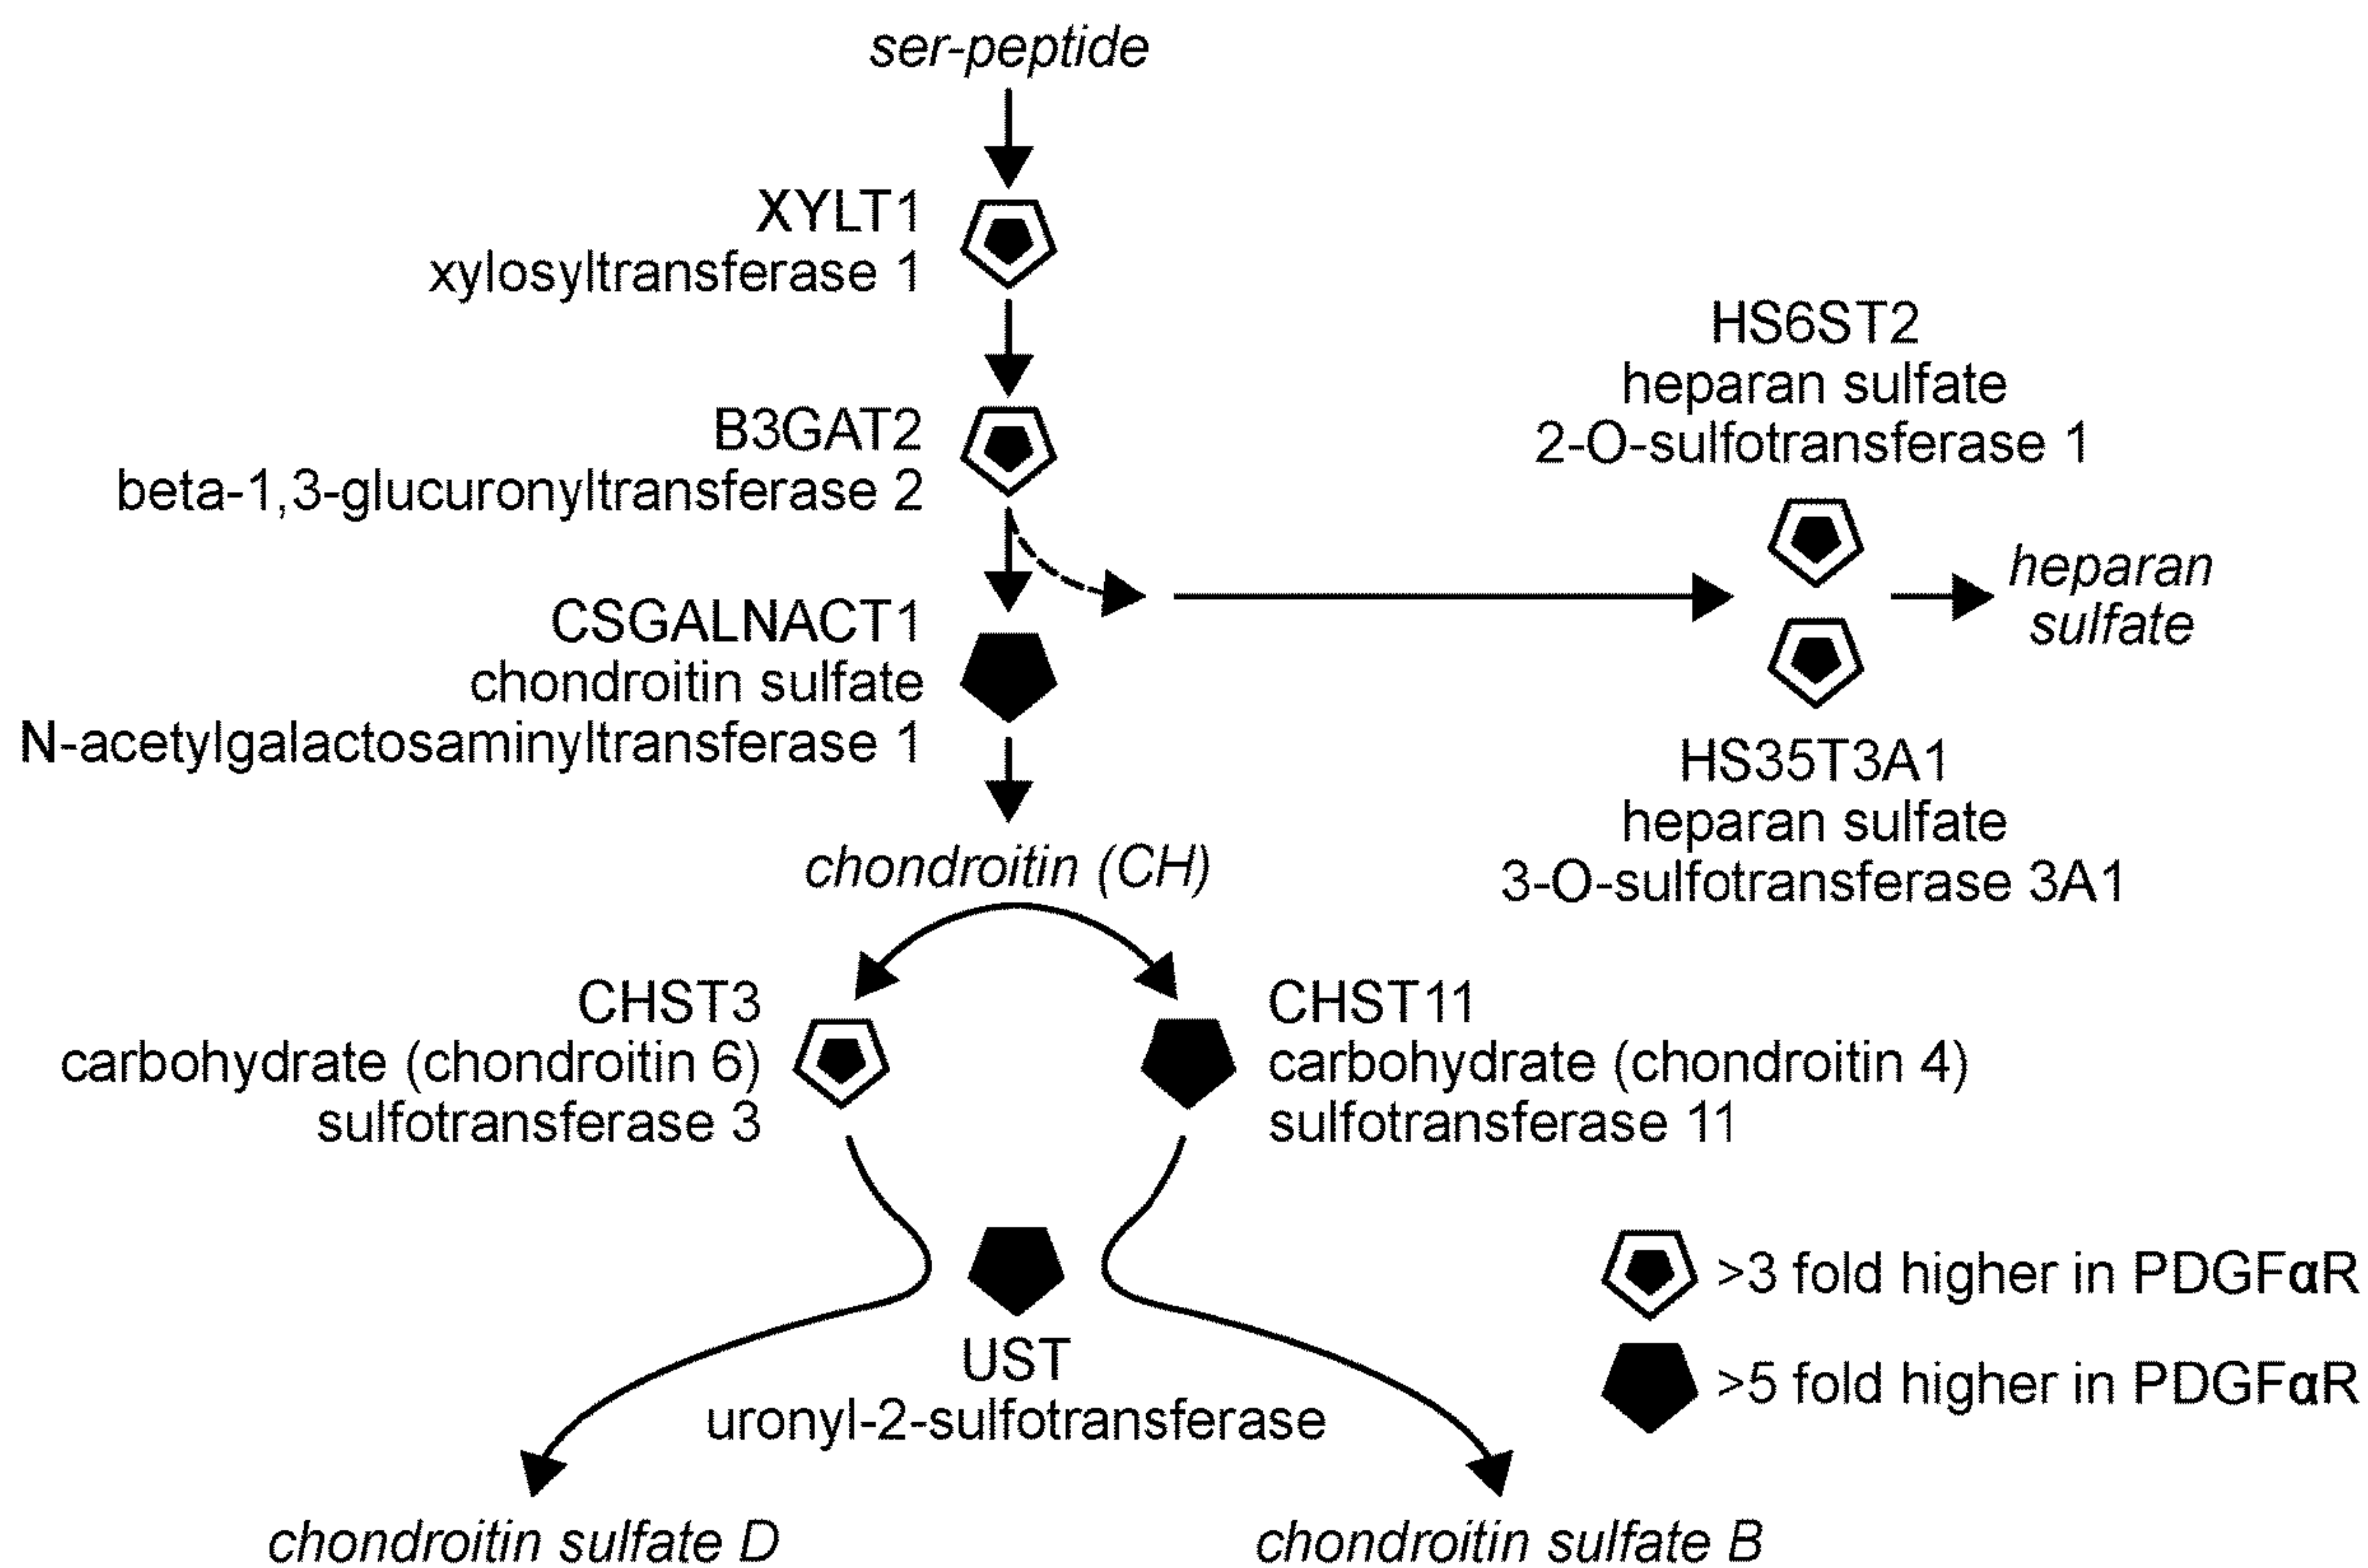 ser-peptide
XYLT1
xylosyltransferase 1
B3GAT2
beta-1,3-glucuronyltransferase 2
HS6ST2
heparan sulfate
2-O-sulfotransferase 1
heparan
sulfate
HS35T3A1
heparan sulfate
3-O-sulfotransferase 3A1
CSGALNACT1
chondroitin sulfate
N-acetylgalactosaminyltransferase 1
chondroitin (CH)
CHST3
carbohydrate (chondroitin 6)
sulfotransferase 3
CHST11
carbohydrate (chondroitin 4)
sulfotransferase 11
UST
uronyl-2-sulfotransferase
>3 fold higher in PDGFαR
>5 fold higher in PDGFαR
chondroitin sulfate D
chondroitin sulfate B